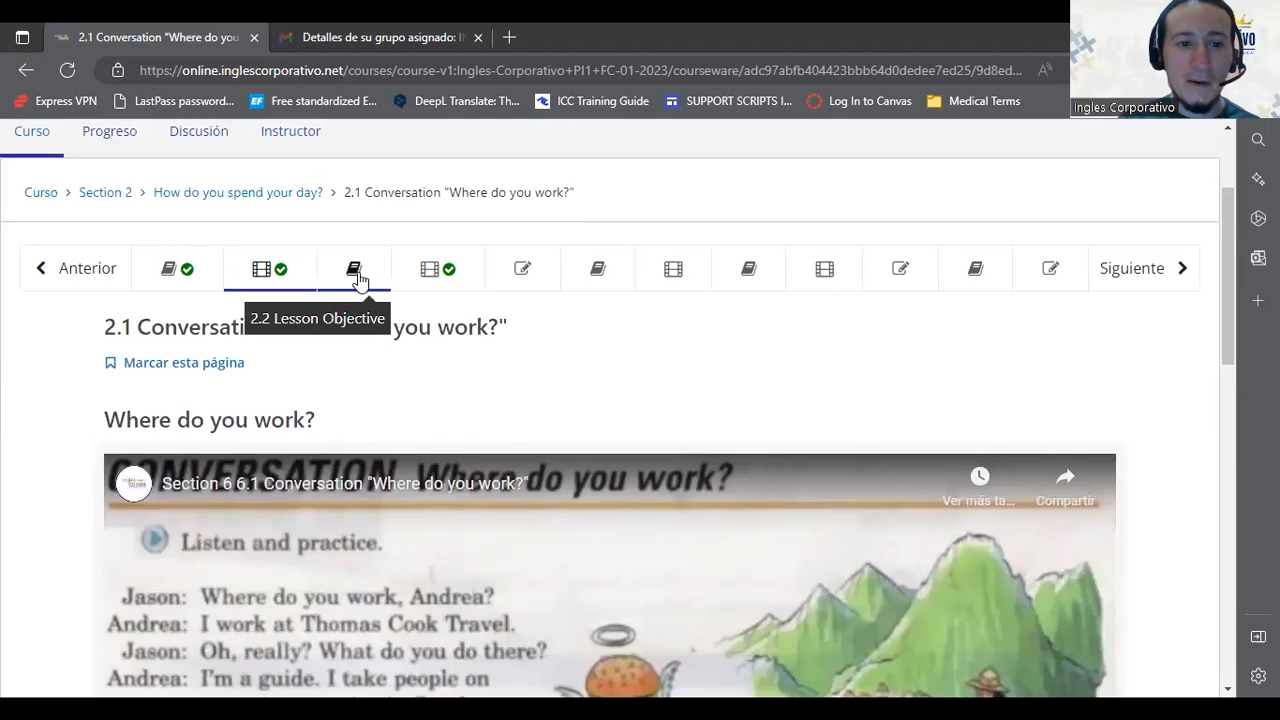 2.1 Conversation "Where do you
Detalles de su grupo asignado: I
https://online.inglescorporativo.net/courses/course-v1:Ingles-Corporativo+PI1+FC-01-2023/courseware/adc97abfb404423bbb64d0dedee7ed25/9d8ed...
Express VPN
LastPass password...
Free standardized E...
DeepL Translate: Th...
ICC Training Guide
SUPPORT SCRIPTS I...
Log In to Canvas
Medical Terms
Ingles Corporativo
Curso
Progreso
Discusión
Instructor
Curso > Section 2 > How do you spend your day? > 2.1 Conversation "Where do you work?"
Anterior
Siguiente
2.2 Lesson Objective
2.1 Conversati you work?"
Marcar esta página
Where do you work?
CONVERSATION Where do you work?
Section 6 6.1 Conversation "Where do you work?"
Ver más ta...
Compartir
Listen and practice.
Jason: Where do you work, Andrea?
Andrea: I work at Thomas Cook Travel.
Jason: Oh, really? What do you do there?
Andrea: I'm a guide. I take people on